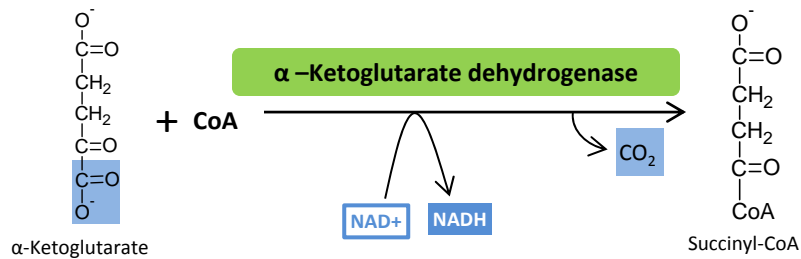 α –Ketoglutarate dehydrogenase
O-
C=O
CH2
CH2
C=O
C=O
O-
α-Ketoglutarate
+ CoA
NAD+
NADH
CO2
O-
C=O
CH2
CH2
C=O
CoA
Succinyl-CoA